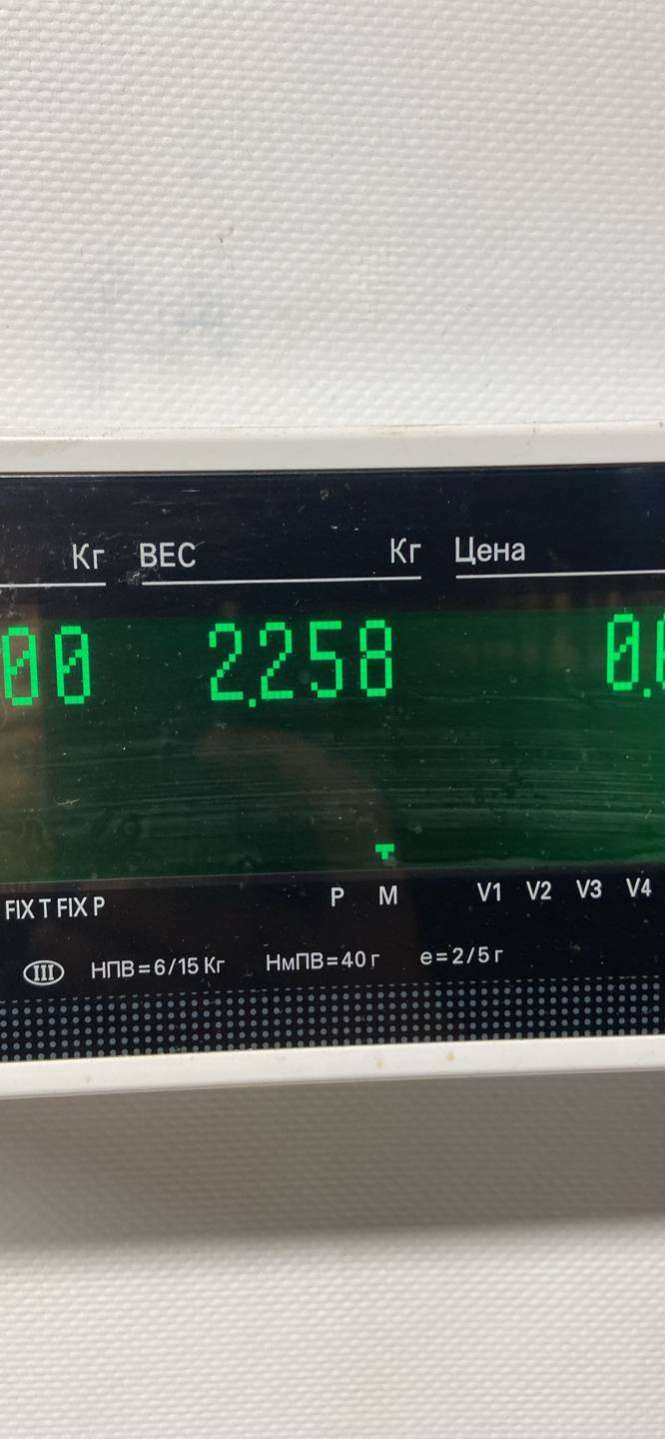 Кг ВЕС Кг Цена
00 2.258 0.0
FIX T FIX P P M V1 V2 V3 V4
III НПВ=6/15 Кг НмПВ=40 г e=2/5 г